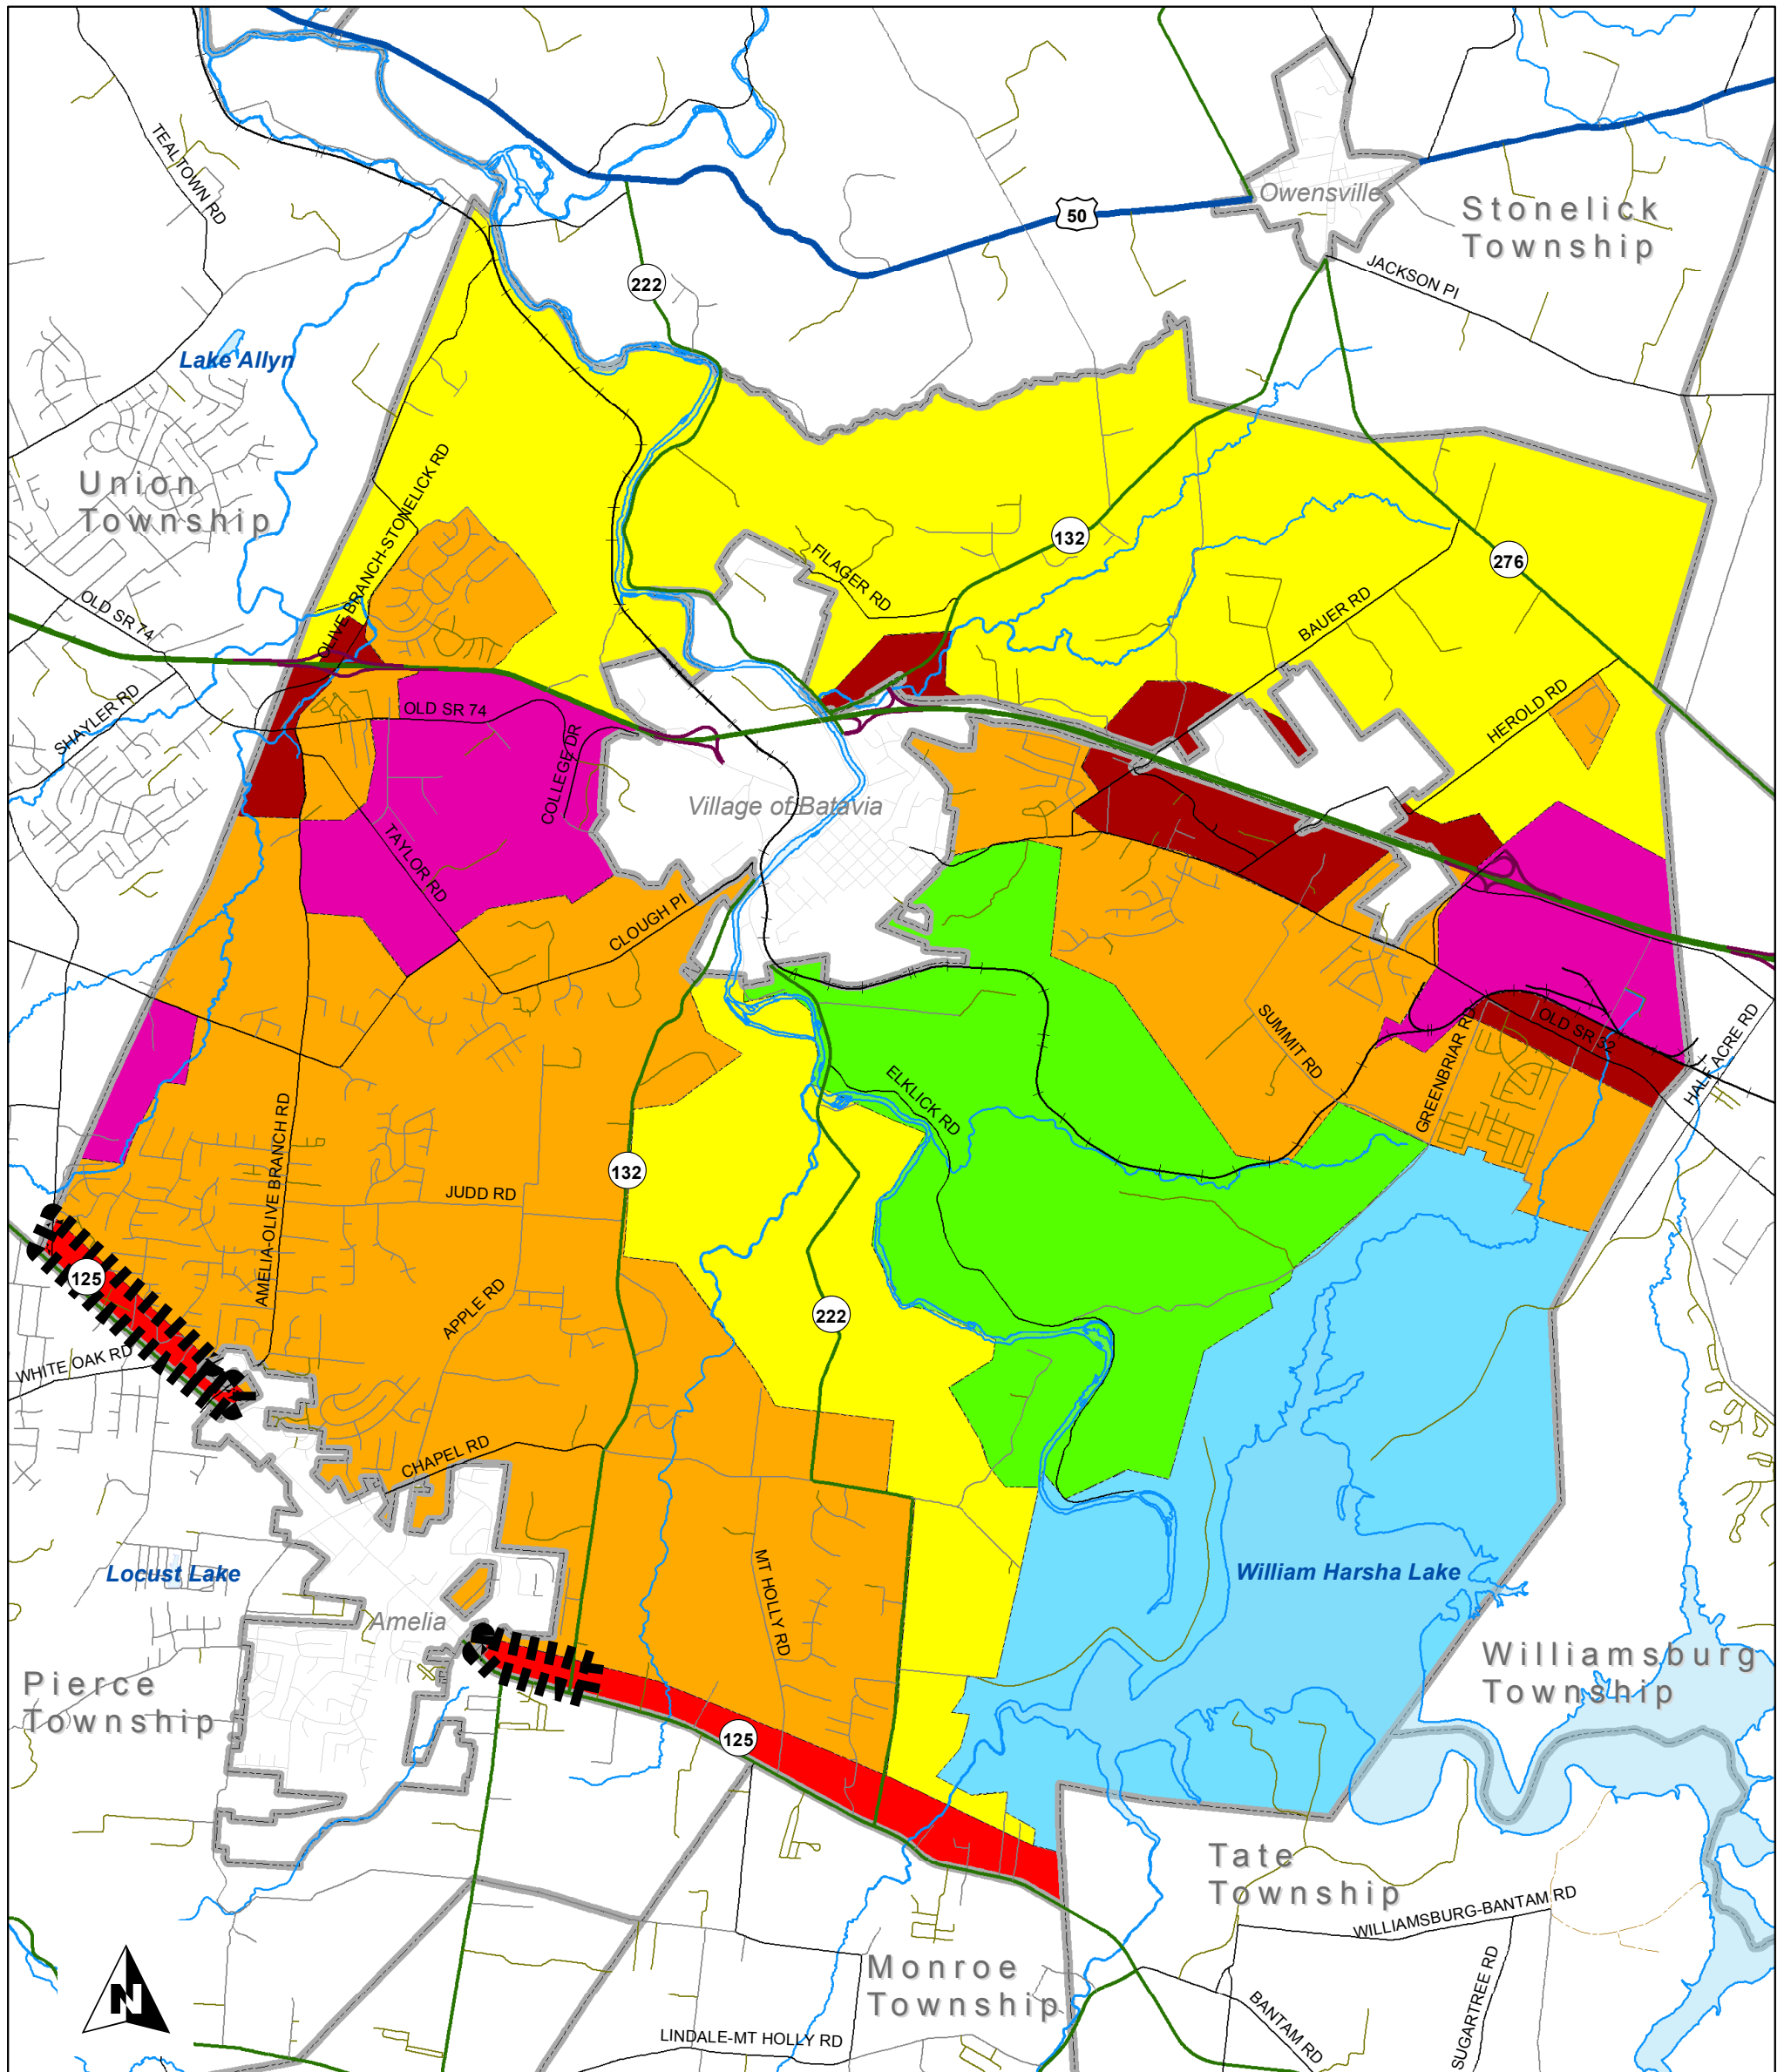 TEALTOWN RD
Owensville
Stonelick
Township
50
JACKSON PI
222
Lake Allyn
Union
Township
OLIVE BRANCH-STONELICK RD
FILAGER RD
132
276
OLD SR 74
BAUER RD
SHAYLER RD
OLD SR 74
COLLEGE DR
HEROLD RD
Village of Batavia
TAYLOR RD
CLOUGH PI
SUMMIT RD
GREENBRIAR RD
OLD SR 32
HALF ACRE RD
ELKLICK RD
AMELIA-OLIVE BRANCH RD
JUDD RD
132
125
APPLE RD
222
WHITE OAK RD
CHAPEL RD
Locust Lake
MT HOLLY RD
William Harsha Lake
Amelia
Pierce
Township
Williamsburg
Township
125
Tate
Township
WILLIAMSBURG-BANTAM RD
Monroe
Township
N
BANTAM RD
SUGARTREE RD
LINDALE-MT HOLLY RD